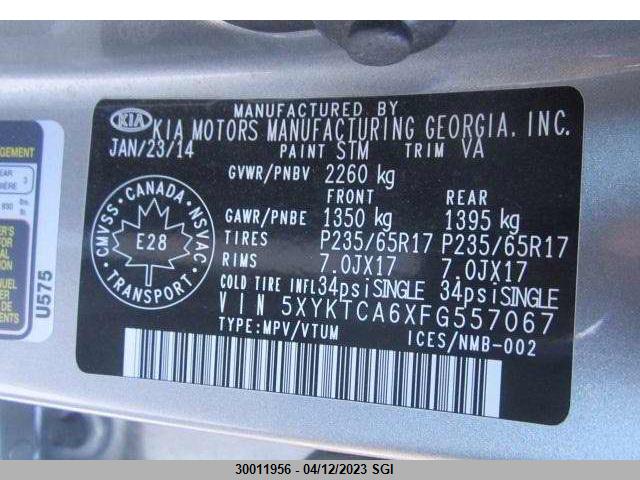 MANUFACTURED BY
KIA KIA MOTORS MANUFACTURING GEORGIA, INC.
JAN/23/14 PAINT STM TRIM VA
GVWR/PNBV 2260 kg
FRONT REAR
GAWR/PNBE 1350 kg 1395 kg
TIRES P235/65R17 P235/65R17
RIMS 7.0JX17 7.0JX17
COLD TIRE INFL 34psiSINGLE 34psiSINGLE
VIN 5XYKTCA6XFG557067
TYPE:MPV/VTUM ICES/NMB-002
CANADA
CMVSS NSVAC
E28
U575
30011956 - 04/12/2023 SGI